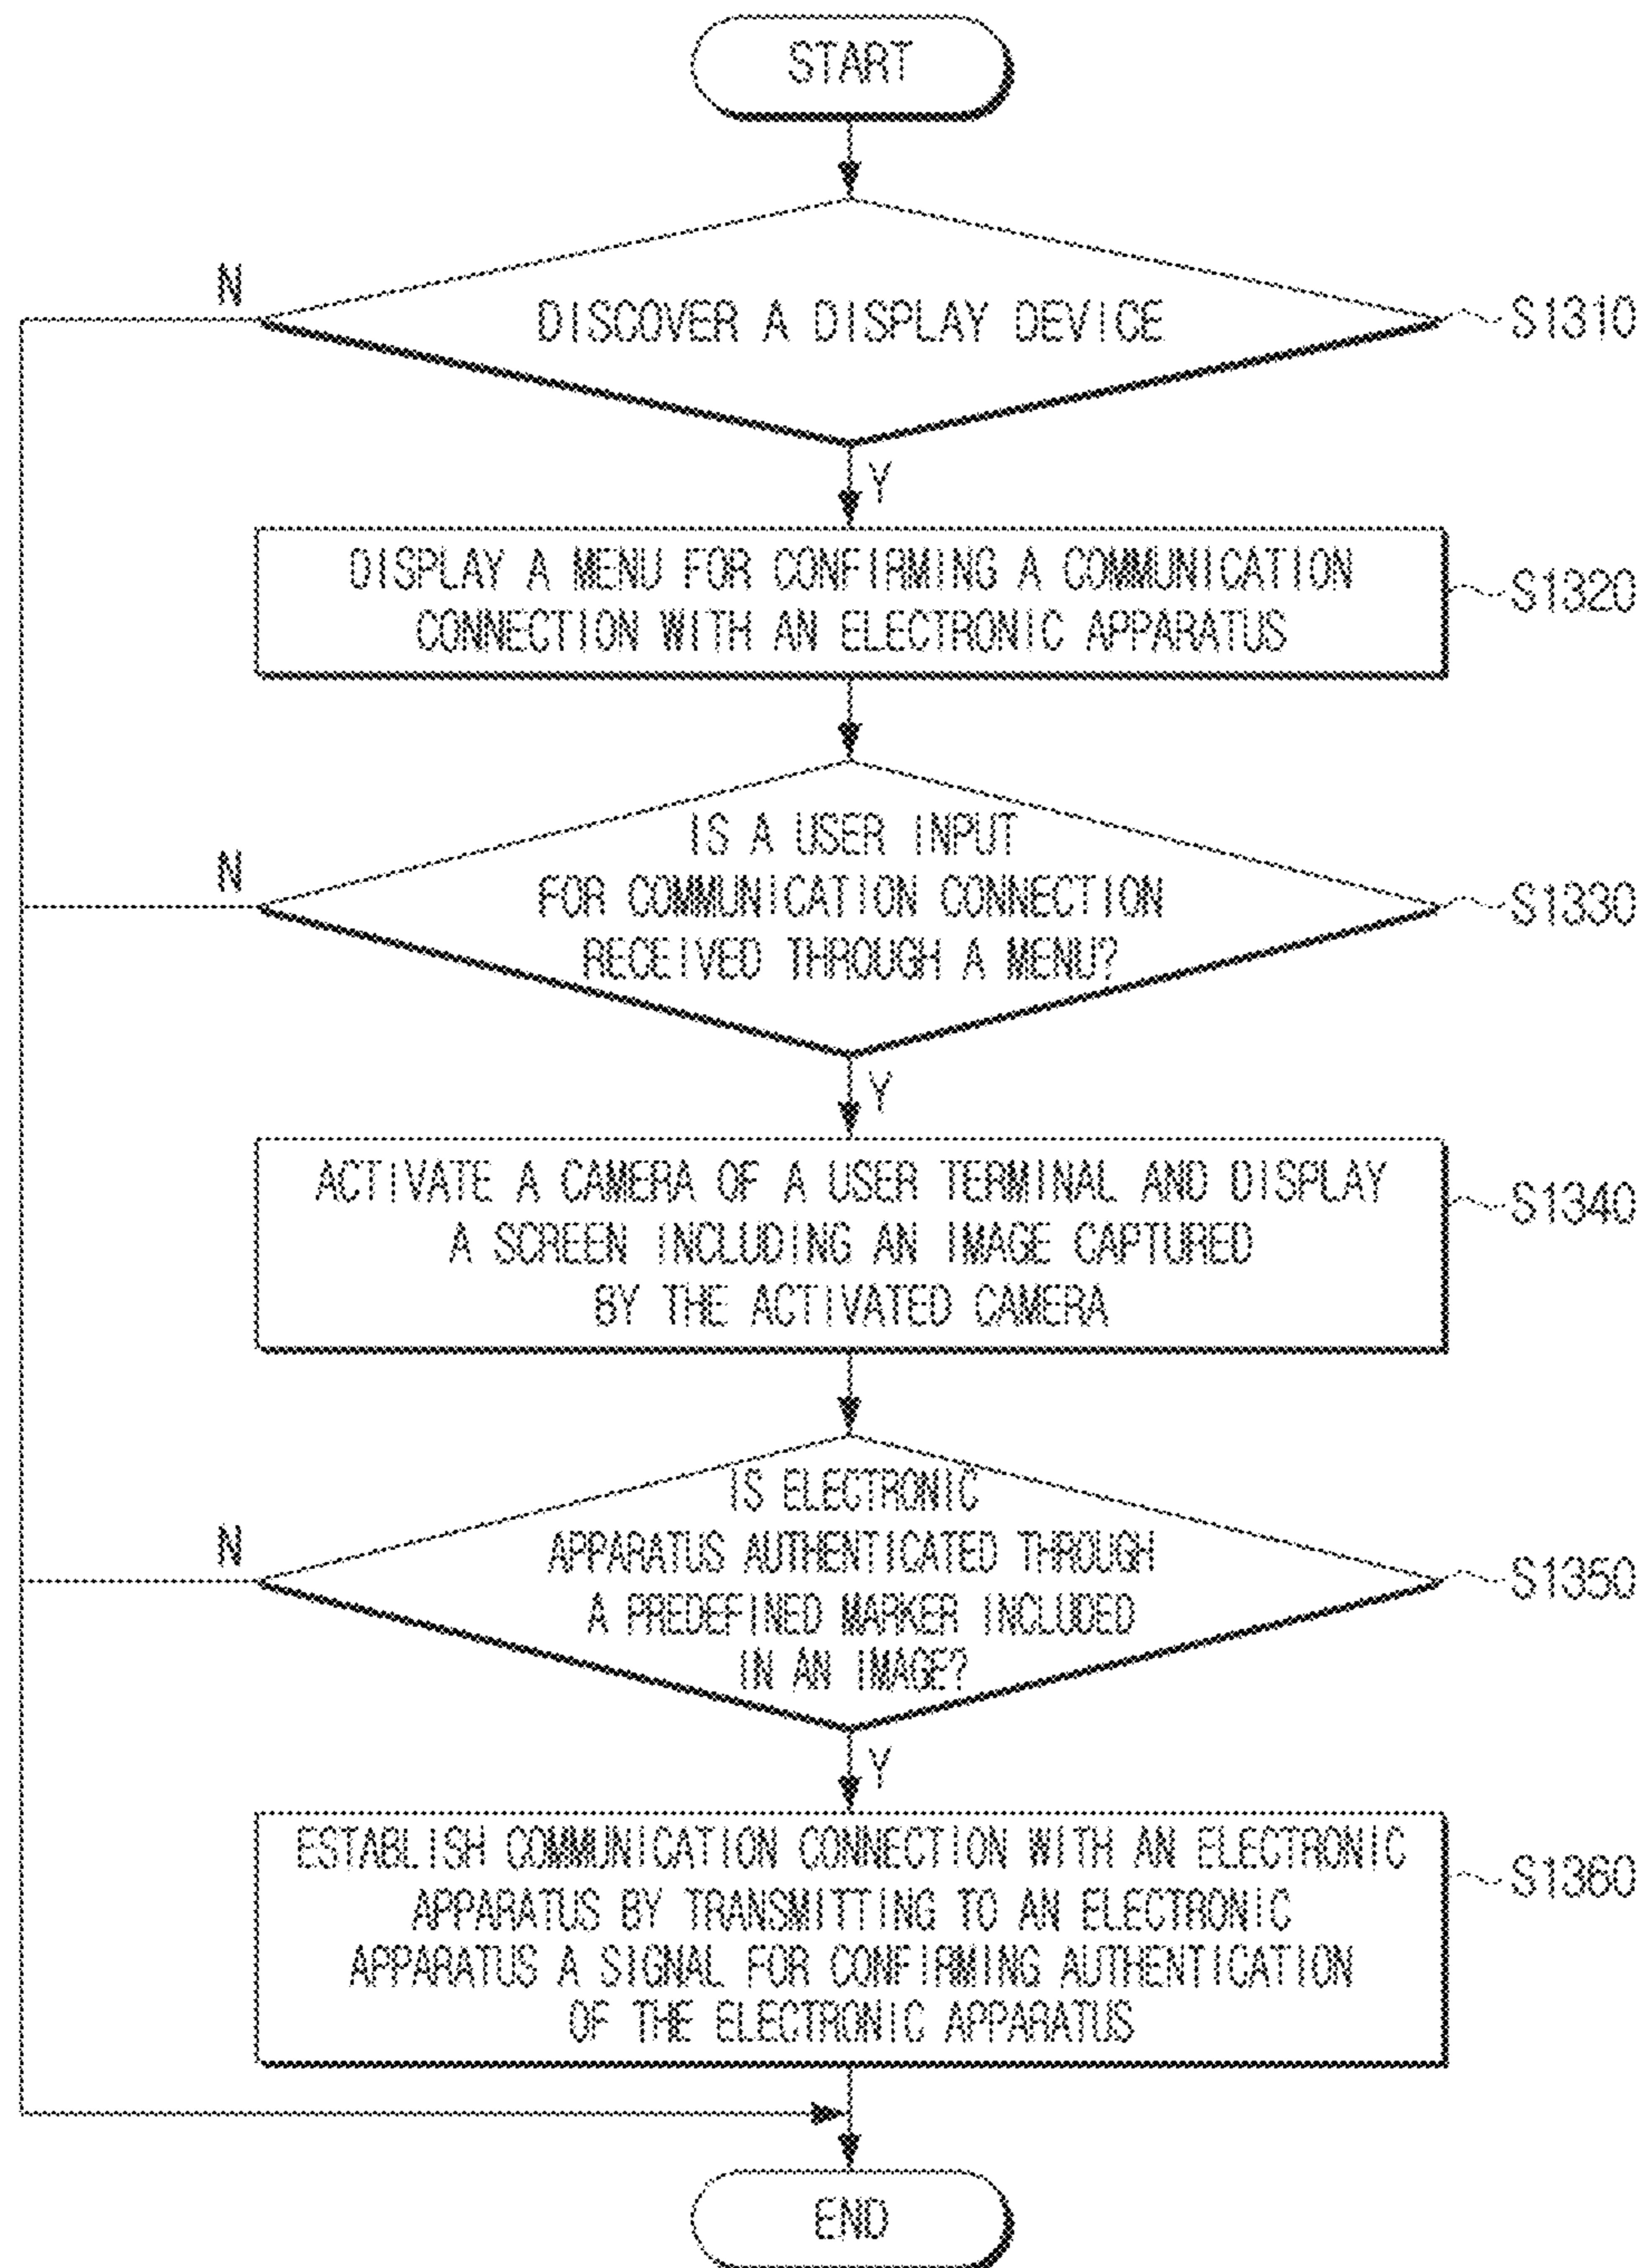 START
N
DISCOVER A DISPLAY DEVICE
S1310
Y
DISPLAY A MENU FOR CONFIRMING A COMMUNICATION
CONNECTION WITH AN ELECTRONIC APPARATUS
S1320
IS A USER INPUT
N
FOR COMMUNICATION CONNECTION
S1330
RECEIVED THROUGH A MENU?
Y
ACTIVATE A CAMERA OF A USER TERMINAL AND DISPLAY
S1340
A SCREEN INCLUDING AN IMAGE CAPTURED
BY THE ACTIVATED CAMERA
IS ELECTRONIC
N
APPARATUS AUTHENTICATED THROUGH
S1350
A PREDEFINED MARKER INCLUDED
IN AN IMAGE?
Y
ESTABLISH COMMUNICATION CONNECTION WITH AN ELECTRONIC
S1360
APPARATUS BY TRANSMITTING TO AN ELECTRONIC
APPARATUS A SIGNAL FOR CONFIRMING AUTHENTICATION
OF THE ELECTRONIC APPARATUS
END